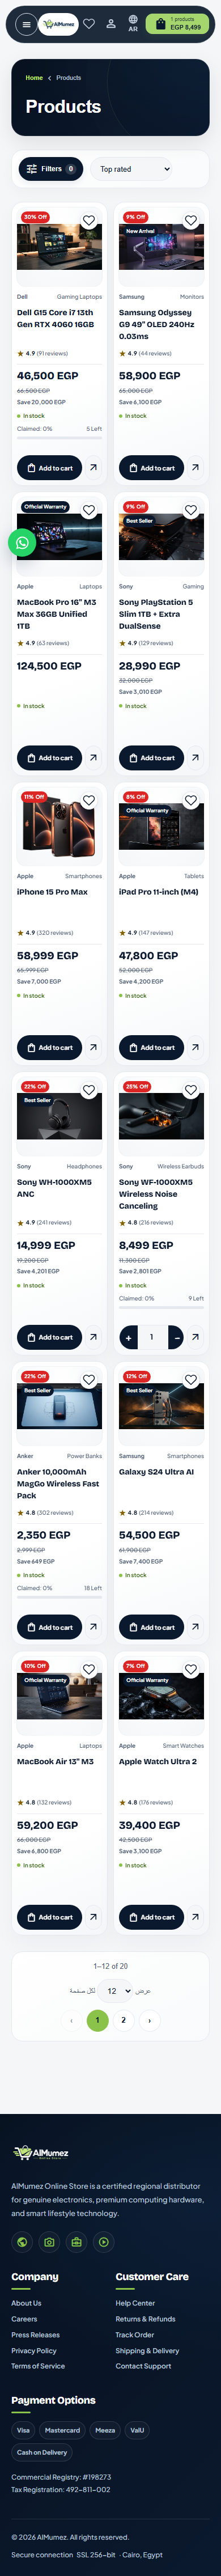 AlMumez
AR
1 products
EGP 8,499
Home < Products
Products
Filters 0
Top rated
30% Off
Dell Gaming Laptops
Dell G15 Core i7 13th Gen RTX 4060 16GB
4.9 (91 reviews)
46,500 EGP
66,500 EGP
Save 20,000 EGP
In stock
Claimed: 0% 5 Left
Add to cart
9% Off
New Arrival
Samsung Monitors
Samsung Odyssey G9 49" OLED 240Hz 0.03ms
4.9 (44 reviews)
58,900 EGP
65,000 EGP
Save 6,100 EGP
In stock
Add to cart
Official Warranty
Apple Laptops
MacBook Pro 16" M3 Max 36GB Unified 1TB
4.9 (63 reviews)
124,500 EGP
In stock
Add to cart
9% Off
Best Seller
Sony Gaming
Sony PlayStation 5 Slim 1TB + Extra DualSense
4.9 (129 reviews)
28,990 EGP
32,000 EGP
Save 3,010 EGP
In stock
Add to cart
11% Off
Apple Smartphones
iPhone 15 Pro Max
4.9 (320 reviews)
58,999 EGP
65,999 EGP
Save 7,000 EGP
In stock
Add to cart
8% Off
Official Warranty
Apple Tablets
iPad Pro 11-inch (M4)
4.9 (147 reviews)
47,800 EGP
52,000 EGP
Save 4,200 EGP
In stock
Add to cart
22% Off
Best Seller
Sony Headphones
Sony WH-1000XM5 ANC
4.9 (241 reviews)
14,999 EGP
19,200 EGP
Save 4,201 EGP
In stock
Add to cart
25% Off
Sony Wireless Earbuds
Sony WF-1000XM5 Wireless Noise Canceling
4.8 (216 reviews)
8,499 EGP
11,300 EGP
Save 2,801 EGP
In stock
Claimed: 0% 9 Left
+ 1 −
22% Off
Best Seller
Anker Power Banks
Anker 10,000mAh MagGo Wireless Fast Pack
4.8 (302 reviews)
2,350 EGP
2,999 EGP
Save 649 EGP
In stock
Claimed: 0% 18 Left
Add to cart
12% Off
Best Seller
Samsung Smartphones
Galaxy S24 Ultra AI
4.8 (214 reviews)
54,500 EGP
61,900 EGP
Save 7,400 EGP
In stock
Add to cart
10% Off
Official Warranty
Apple Laptops
MacBook Air 13" M3
4.8 (132 reviews)
59,200 EGP
66,000 EGP
Save 6,800 EGP
In stock
Add to cart
7% Off
Official Warranty
Apple Smart Watches
Apple Watch Ultra 2
4.8 (176 reviews)
39,400 EGP
42,500 EGP
Save 3,100 EGP
In stock
Add to cart
1–12 of 20
عرض 12 لكل صفحة
‹ 1 2 ›
AlMumez
AlMumez Online Store is a certified regional distributor for genuine electronics, premium computing hardware, and smart lifestyle technology.
Company
About Us
Careers
Press Releases
Privacy Policy
Terms of Service
Customer Care
Help Center
Returns & Refunds
Track Order
Shipping & Delivery
Contact Support
Payment Options
Visa Mastercard Meeza ValU
Cash on Delivery
Commercial Registry: #198273
Tax Registration: 492-811-002
© 2026 AlMumez. All rights reserved.
Secure connection SSL 256-bit · Cairo, Egypt